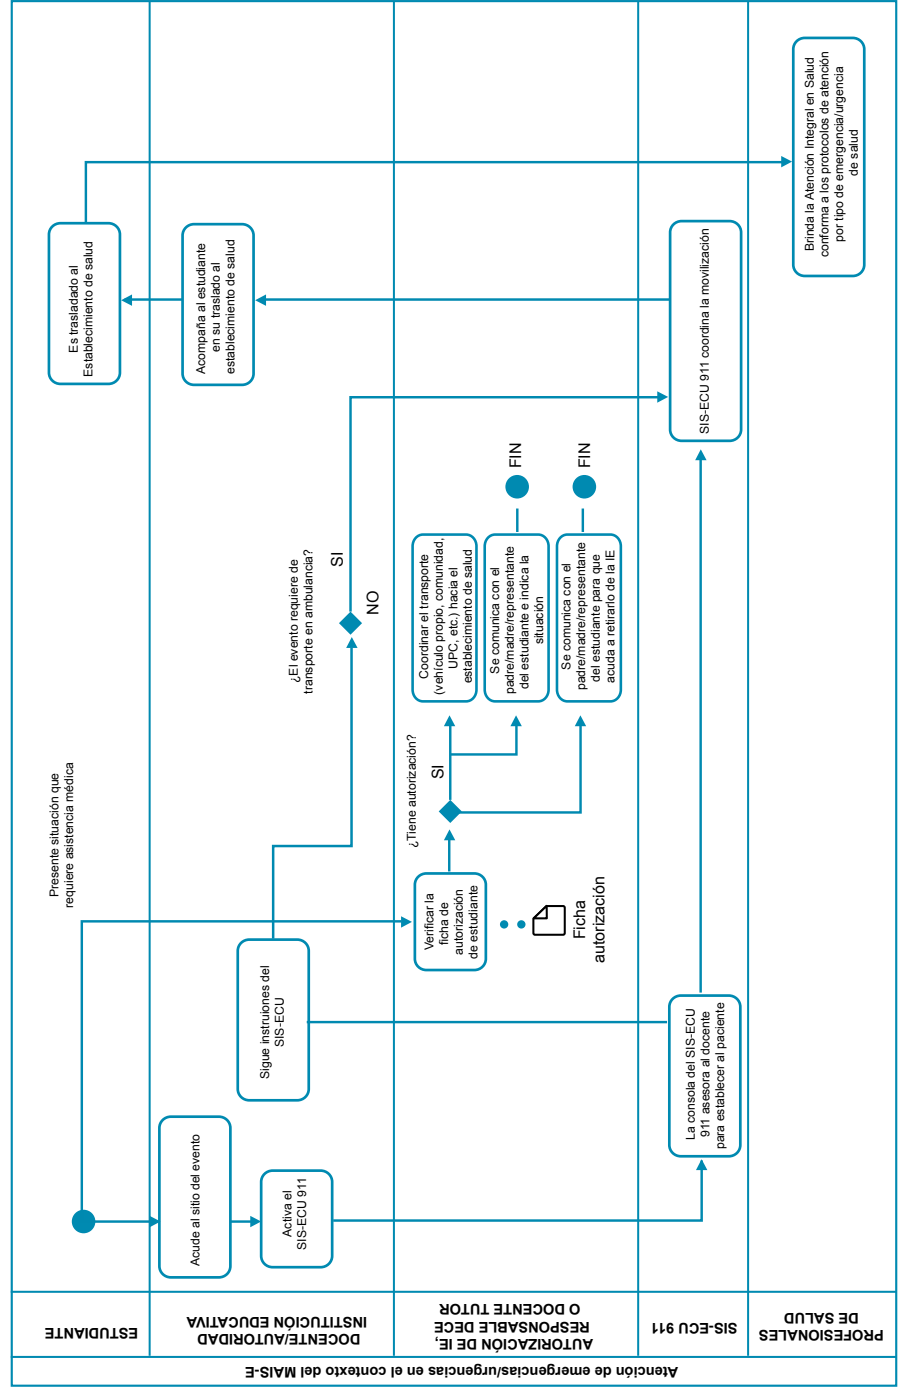 Atención de emergencias/urgencias en el contexto del MAIS-E
ESTUDIANTE
Presente situación que
requiere asistencia médica
Es trasladado al
Establecimiento de salud
DOCENTE/AUTORIDAD
INSTITUCIÓN EDUCATIVA
Acude al sitio del evento
Activa el
SIS-ECU 911
Sigue instruiones del
SIS-ECU
¿El evento requiere de
transporte en ambulancia?
SI
NO
Acompaña al estudiante
en su traslado al
establecimiento de salud
AUTORIZACIÓN DE IE,
RESPONSABLE DECE
O DOCENTE TUTOR
Verificar la
ficha de
autorización
de estudiante
Ficha
autorización
¿Tiene autorización?
SI
Coordinar el transporte
(vehículo propio, comunidad,
UPC, etc.) hacia el
establecimiento de salud
Se comunica con el
padre/madre/representante
del estudiante e indica la
situación
FIN
Se comunica con el
padre/madre/representante
del estudiante para que
acuda a retirarlo de la IE
FIN
SIS-ECU 911
La consola del SIS-ECU
911 asesora al docente
para establecer al paciente
SIS-ECU 911 coordina la movilización
PROFESIONALES
DE SALUD
Brinda la Atención Integral en Salud
conforma a los protocolos de atención
por tipo de emergencia/urgencia
de salud